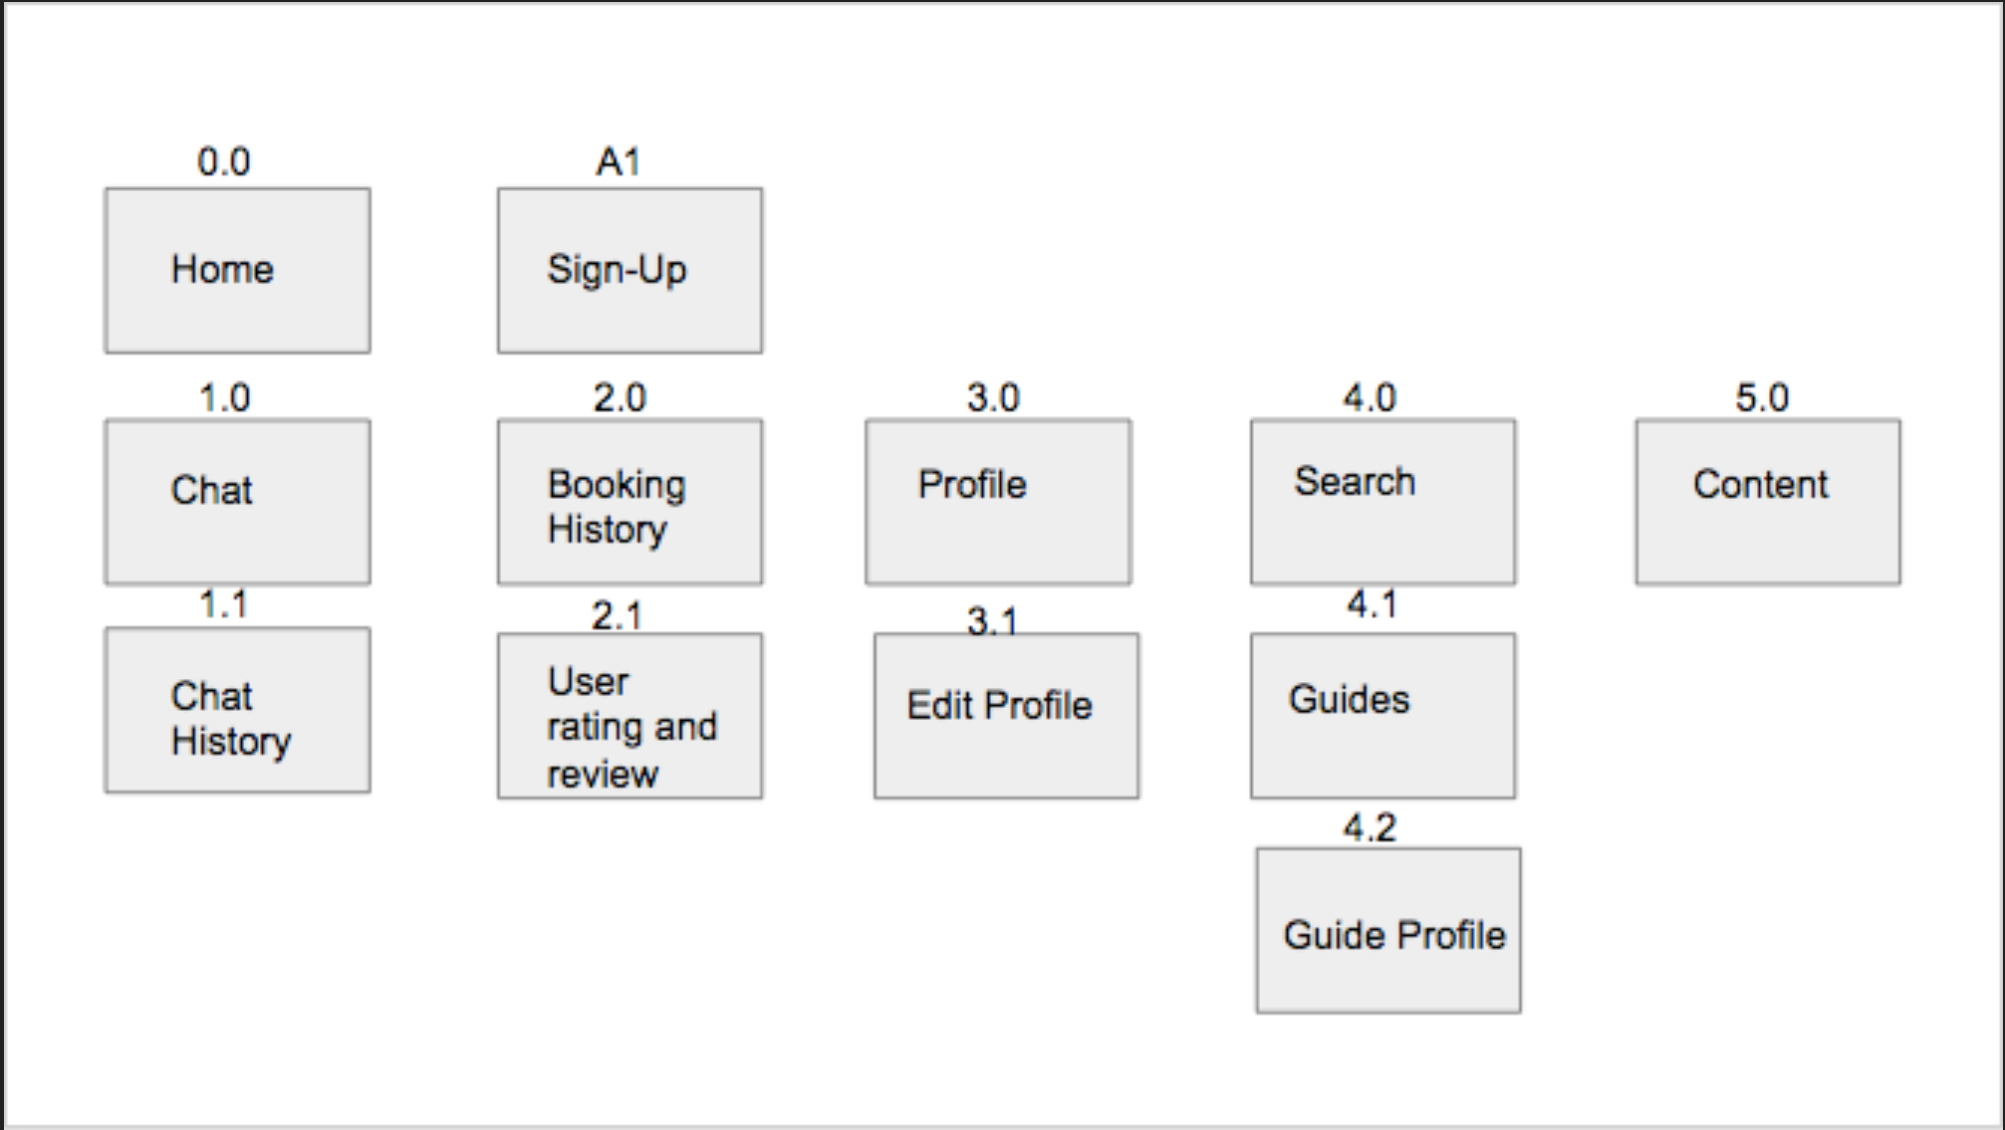 0.0
A1
Home
Sign-Up
1.0
2.0
3.0
4.0
5.0
Chat
Booking
History
Profile
Search
Content
1.1
2.1
3.1
4.1
Chat
History
User
rating and
review
Edit Profile
Guides
4.2
Guide Profile